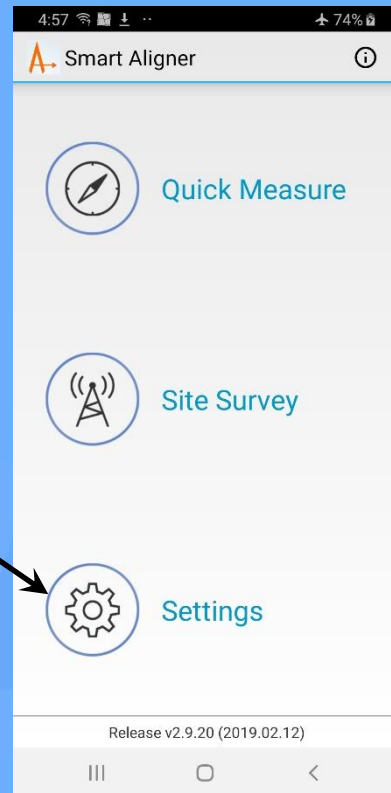 4:57 74%
Smart Aligner
Quick Measure
Site Survey
Settings
Release v2.9.20 (2019.02.12)